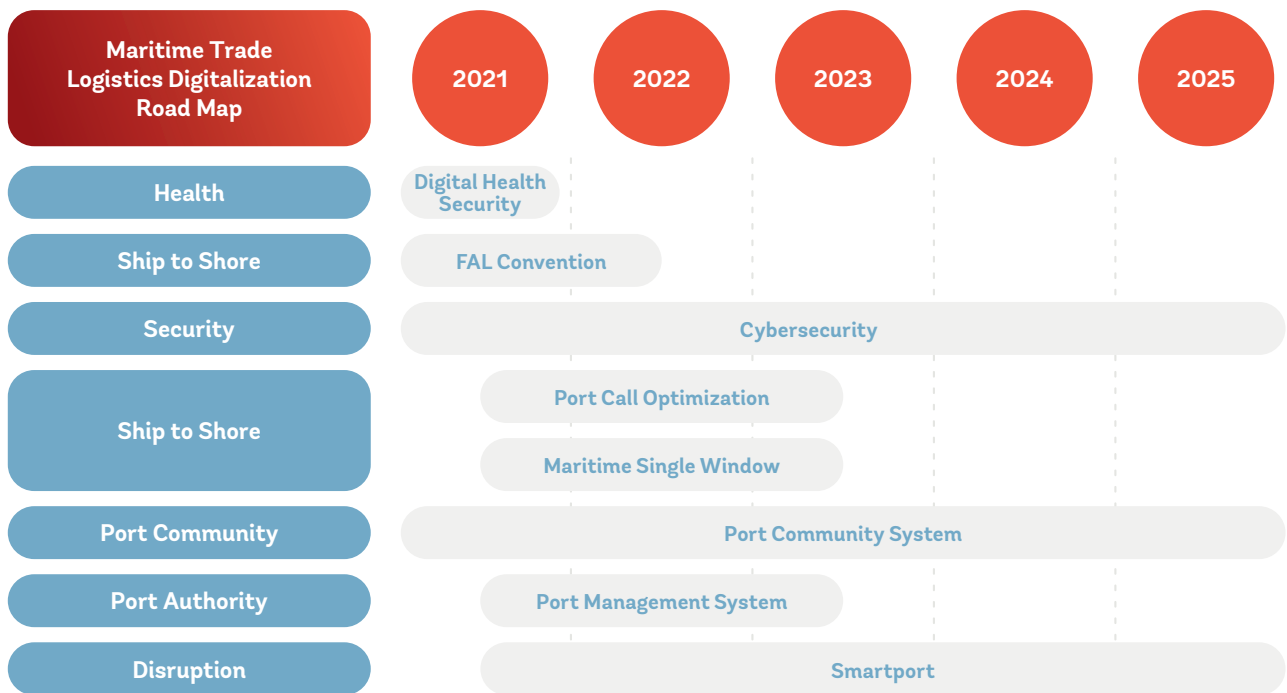 Maritime Trade
Logistics Digitalization
Road Map
2021
2022
2023
2024
2025
Health
Digital Health
Security
Ship to Shore
FAL Convention
Security
Cybersecurity
Ship to Shore
Port Call Optimization
Maritime Single Window
Port Community
Port Community System
Port Authority
Port Management System
Disruption
Smartport